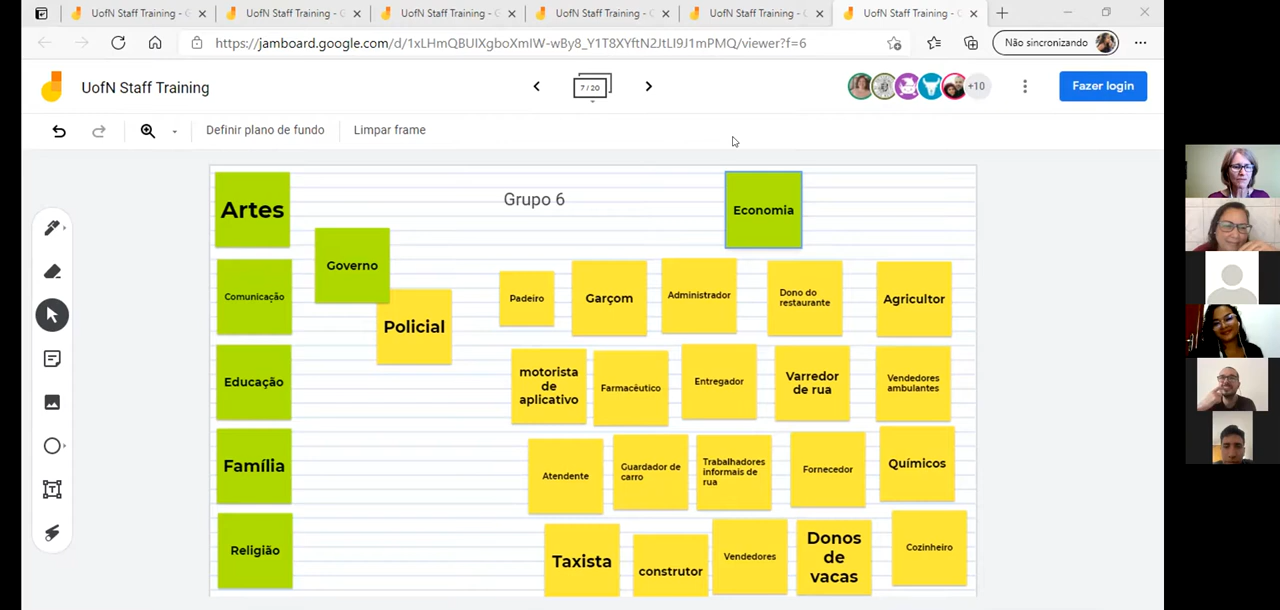 UofN Staff Training - G
UofN Staff Training - G
UofN Staff Training - G
UofN Staff Training - G
UofN Staff Training - G
UofN Staff Training - G
https://jamboard.google.com/d/1xLHmQBUIXgboXmIW-wBy8_Y1T8XYftN2JtLI9J1mPMQ/viewer?f=6
Não sincronizando
UofN Staff Training
7 / 20
+10
Fazer login
Definir plano de fundo
Limpar frame
Artes
Grupo 6
Economia
Governo
Comunicação
Policial
Padeiro
Garçom
Administrador
Dono do
restaurante
Agricultor
Educação
motorista
de
aplicativo
Farmacêutico
Entregador
Varredor
de rua
Vendedores
ambulantes
Família
Atendente
Guardador de
carro
Trabalhadores
informais de
rua
Fornecedor
Químicos
Religião
Taxista
construtor
Vendedores
Donos
de
vacas
Cozinheiro